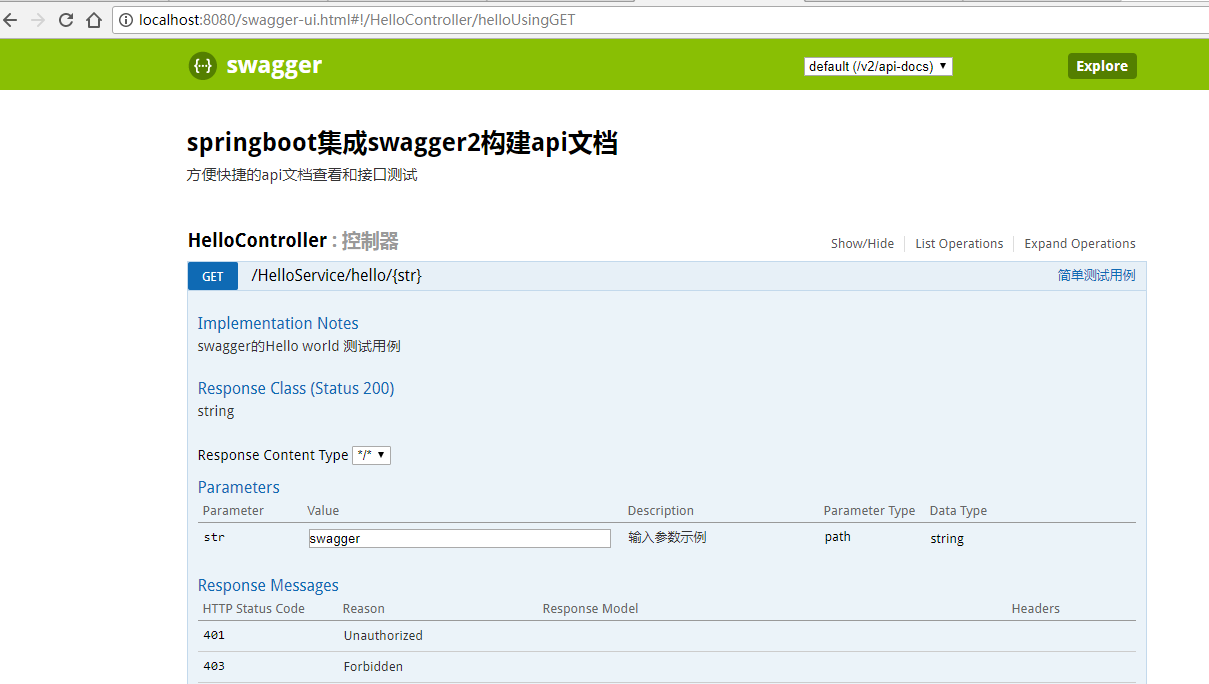 localhost:8080/swagger-ui.html#!/HelloController/helloUsingGET
{··} swagger default (/v2/api-docs) Explore
springboot集成swagger2构建api文档
方便快捷的api文档查看和接口测试
HelloController : 控制器 Show/Hide List Operations Expand Operations
GET /HelloService/hello/{str} 简单测试用例
Implementation Notes
swagger的Hello world 测试用例
Response Class (Status 200)
string
Response Content Type */*
Parameters
Parameter Value Description Parameter Type Data Type
str swagger 输入参数示例 path string
Response Messages
HTTP Status Code Reason Response Model Headers
401 Unauthorized
403 Forbidden